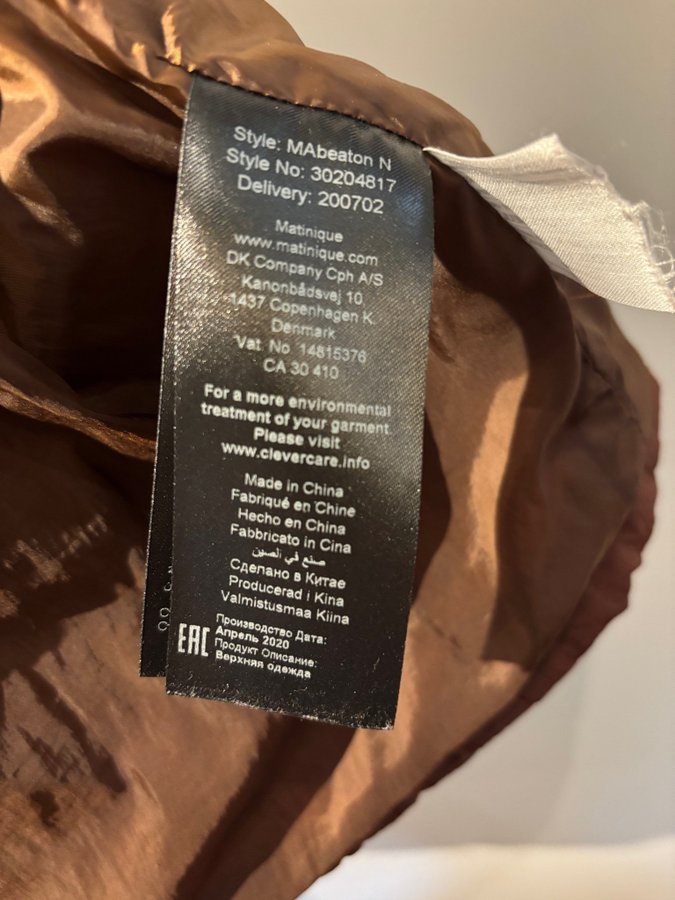 Style: MAbeaton N
Style No: 30204817
Delivery: 200702
Matinique
www.matinique.com
DK Company Cph A/S
Kanonbådsvej 10
1437 Copenhagen K
Denmark
Vat No 14815376
CA 30 410
For a more environmental
treatment of your garment
Please visit
www.clevercare.info
Made in China
Fabriqué en Chine
Hecho en China
Fabbricato in Cina
صنع في الصين
Сделано в Китае
Producerad i Kina
Valmistusmaa Kiina
EAC
Производство Дата:
Апрель 2020
Продукт Описание:
Верхняя одежда